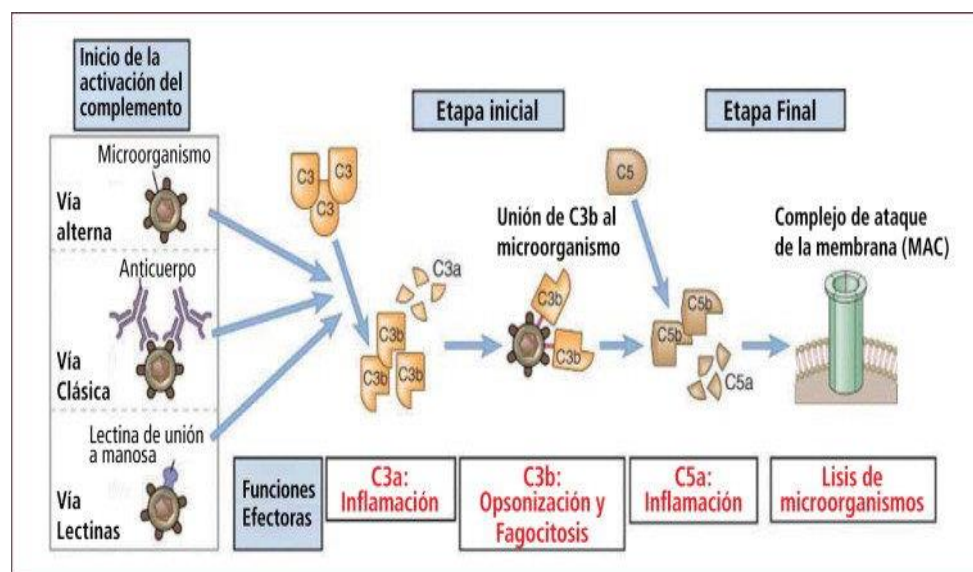 Inicio de la
activación del
complemento
Etapa inicial
Etapa Final
Microorganismo
Vía
alterna
Anticuerpo
Vía
Clásica
Lectina de unión
a manosa
Vía
Lectinas
C3
C3
C3
C3a
C3b
C3b
C3b
Unión de C3b al
microorganismo
C3b
C3b
C5
C5b
C5b
C5a
Complejo de ataque
de la membrana (MAC)
Funciones
Efectoras
C3a:
Inflamación
C3b:
Opsonización y
Fagocitosis
C5a:
Inflamación
Lisis de
microorganismos